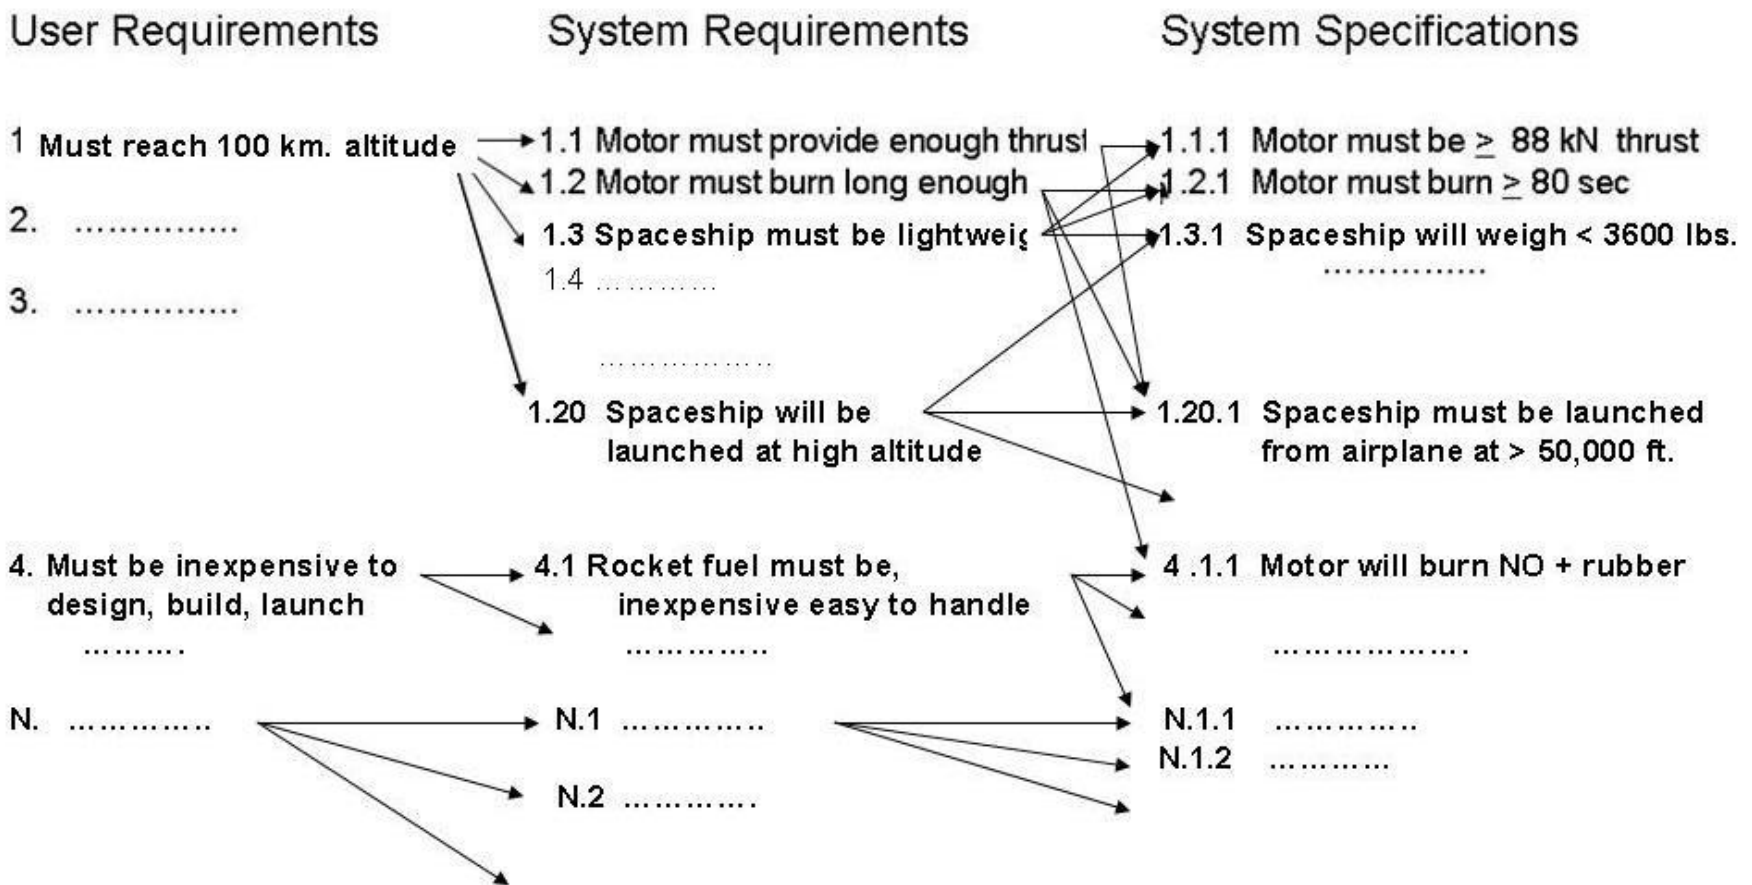 User Requirements
System Requirements
System Specifications
1 Must reach 100 km. altitude
1.1 Motor must provide enough thrust
1.1.1 Motor must be ≥ 88 kN thrust
1.2 Motor must burn long enough
1.2.1 Motor must burn ≥ 80 sec
2. ……………
1.3 Spaceship must be lightweig
1.3.1 Spaceship will weigh < 3600 lbs.
……………
1.4 …………
3. ……………
……………..
1.20 Spaceship will be
launched at high altitude
1.20.1 Spaceship must be launched
from airplane at > 50,000 ft.
4. Must be inexpensive to
design, build, launch
……….
4.1 Rocket fuel must be,
inexpensive easy to handle
…………..
4 .1.1 Motor will burn NO + rubber
……………….
N. …………..
N.1 …………..
N.1.1 …………..
N.1.2 …………
N.2 ………….